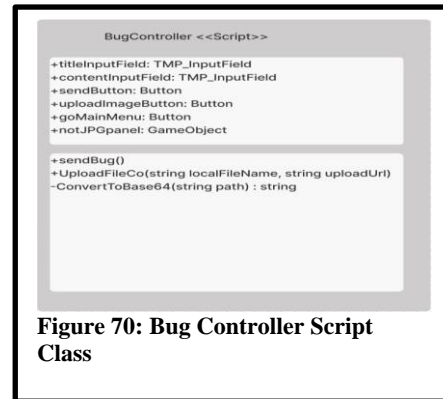 BugController <<Script>>
+titleInputField: TMP_InputField
+contentInputField: TMP_InputField
+sendButton: Button
+uploadImageButton: Button
+goMainMenu: Button
+notJPGpanel: GameObject
+sendBug()
+UploadFileCo(string localFileName, string uploadUrl)
-ConvertToBase64(string path) : string
Figure 70: Bug Controller Script
Class